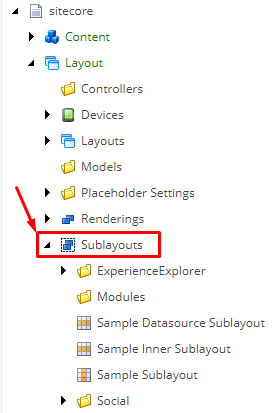 sitecore
Content
Layout
Controllers
Devices
Layouts
Models
Placeholder Settings
Renderings
Sublayouts
ExperienceExplorer
Modules
Sample Datasource Sublayout
Sample Inner Sublayout
Sample Sublayout
Social